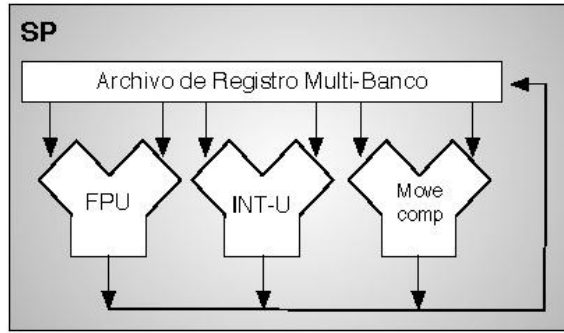 SP
Archivo de Registro Multi-Banco
FPU
INT-U
Move
comp